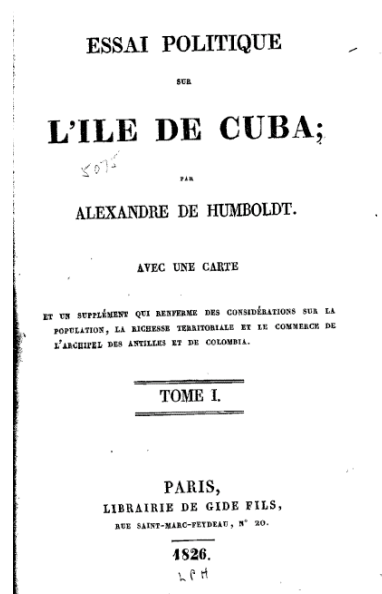 ESSAI POLITIQUE
SUR
L'ILE DE CUBA;
5075
PAR
ALEXANDRE DE HUMBOLDT.
AVEC UNE CARTE
ET UN SUPPLÉMENT QUI RENFERME DES CONSIDÉRATIONS SUR LA
POPULATION, LA RICHESSE TERRITORIALE ET LE COMMERCE DE
L'ARCHIPEL DES ANTILLES ET DE COLOMBIA.
TOME I.
PARIS,
LIBRAIRIE DE GIDE FILS,
RUE SAINT-MARC-FEYDEAU, N° 20.
1826.